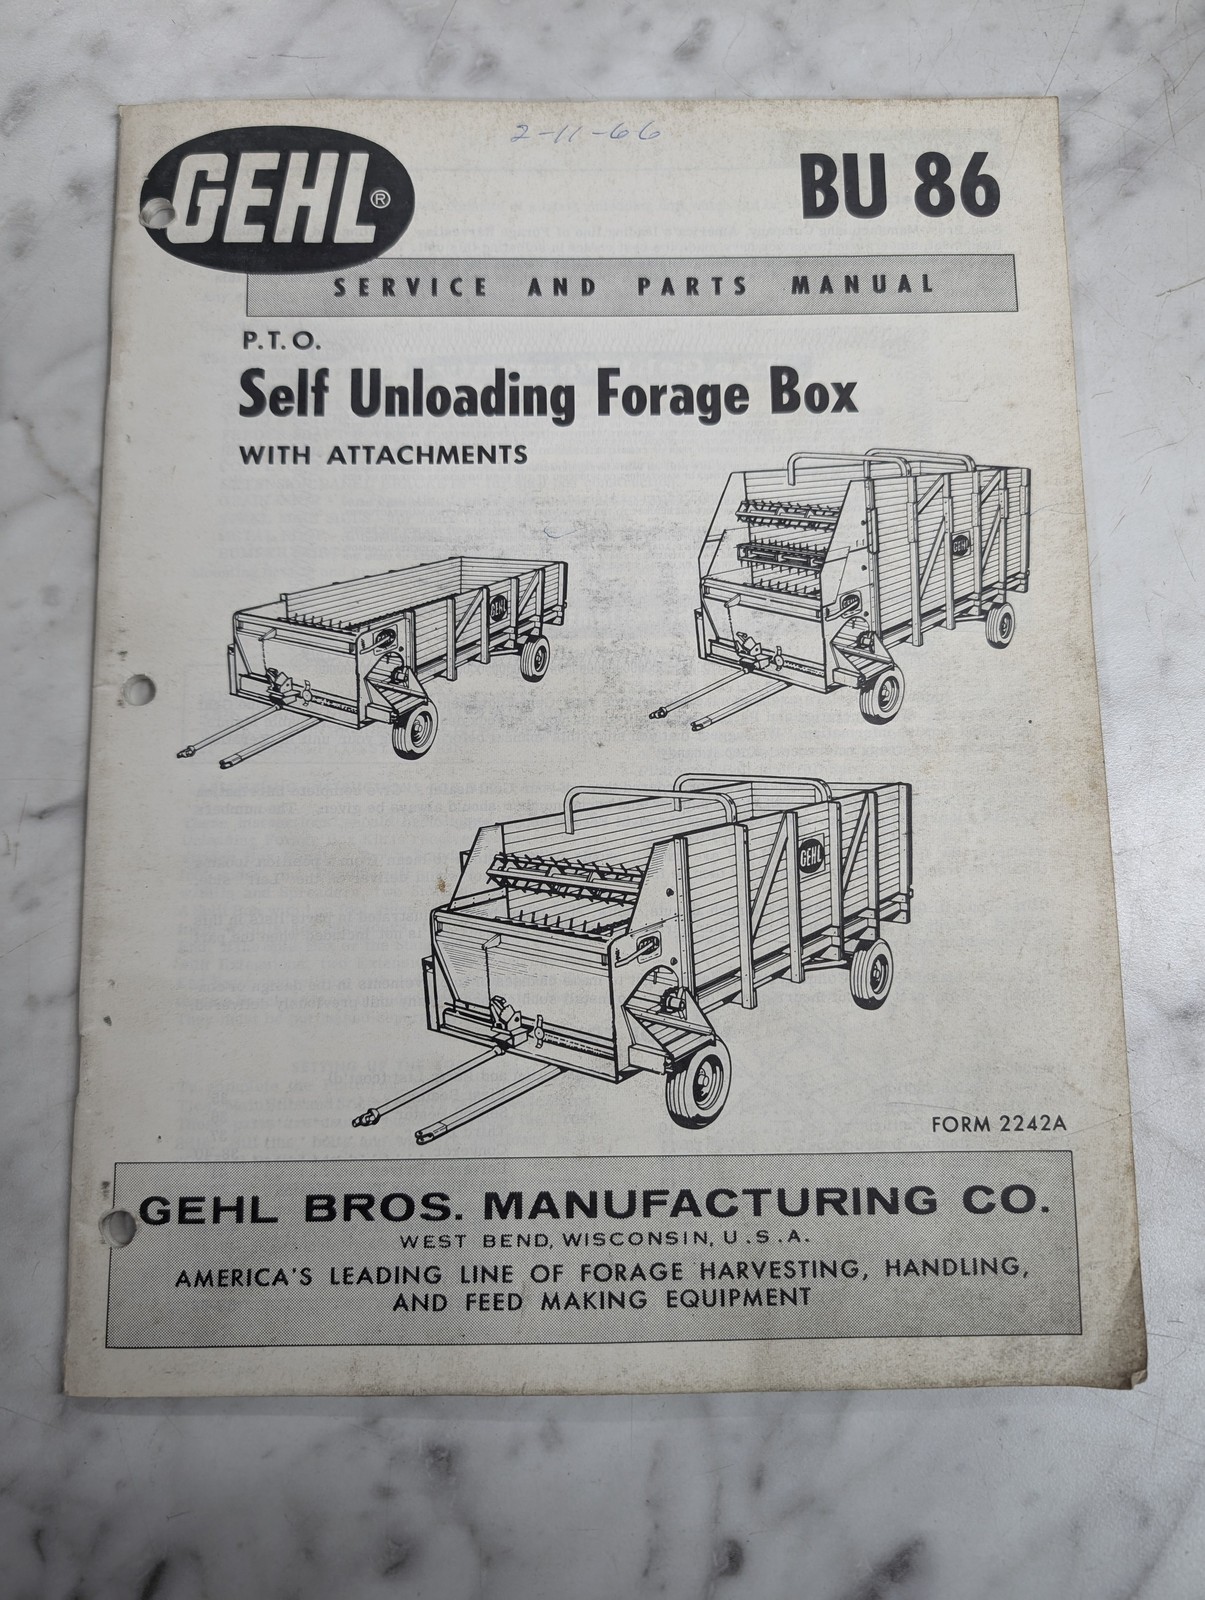 2-11-66
GEHL®
BU 86
SERVICE AND PARTS MANUAL
P.T.O.
Self Unloading Forage Box
WITH ATTACHMENTS
GEHL
GEHL
GEHL
FORM 2242A
GEHL BROS. MANUFACTURING CO.
WEST BEND, WISCONSIN, U.S.A.
AMERICA'S LEADING LINE OF FORAGE HARVESTING, HANDLING,
AND FEED MAKING EQUIPMENT